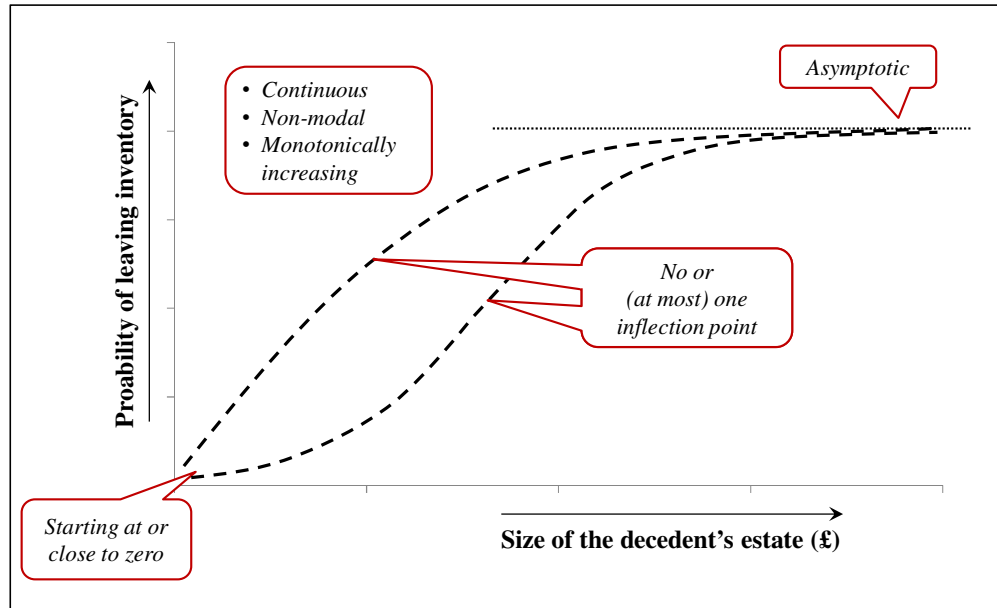 Proability of leaving inventory
• Continuous
• Non-modal
• Monotonically
increasing
Asymptotic
No or
(at most) one
inflection point
Starting at or
close to zero
Size of the decedent’s estate (£)